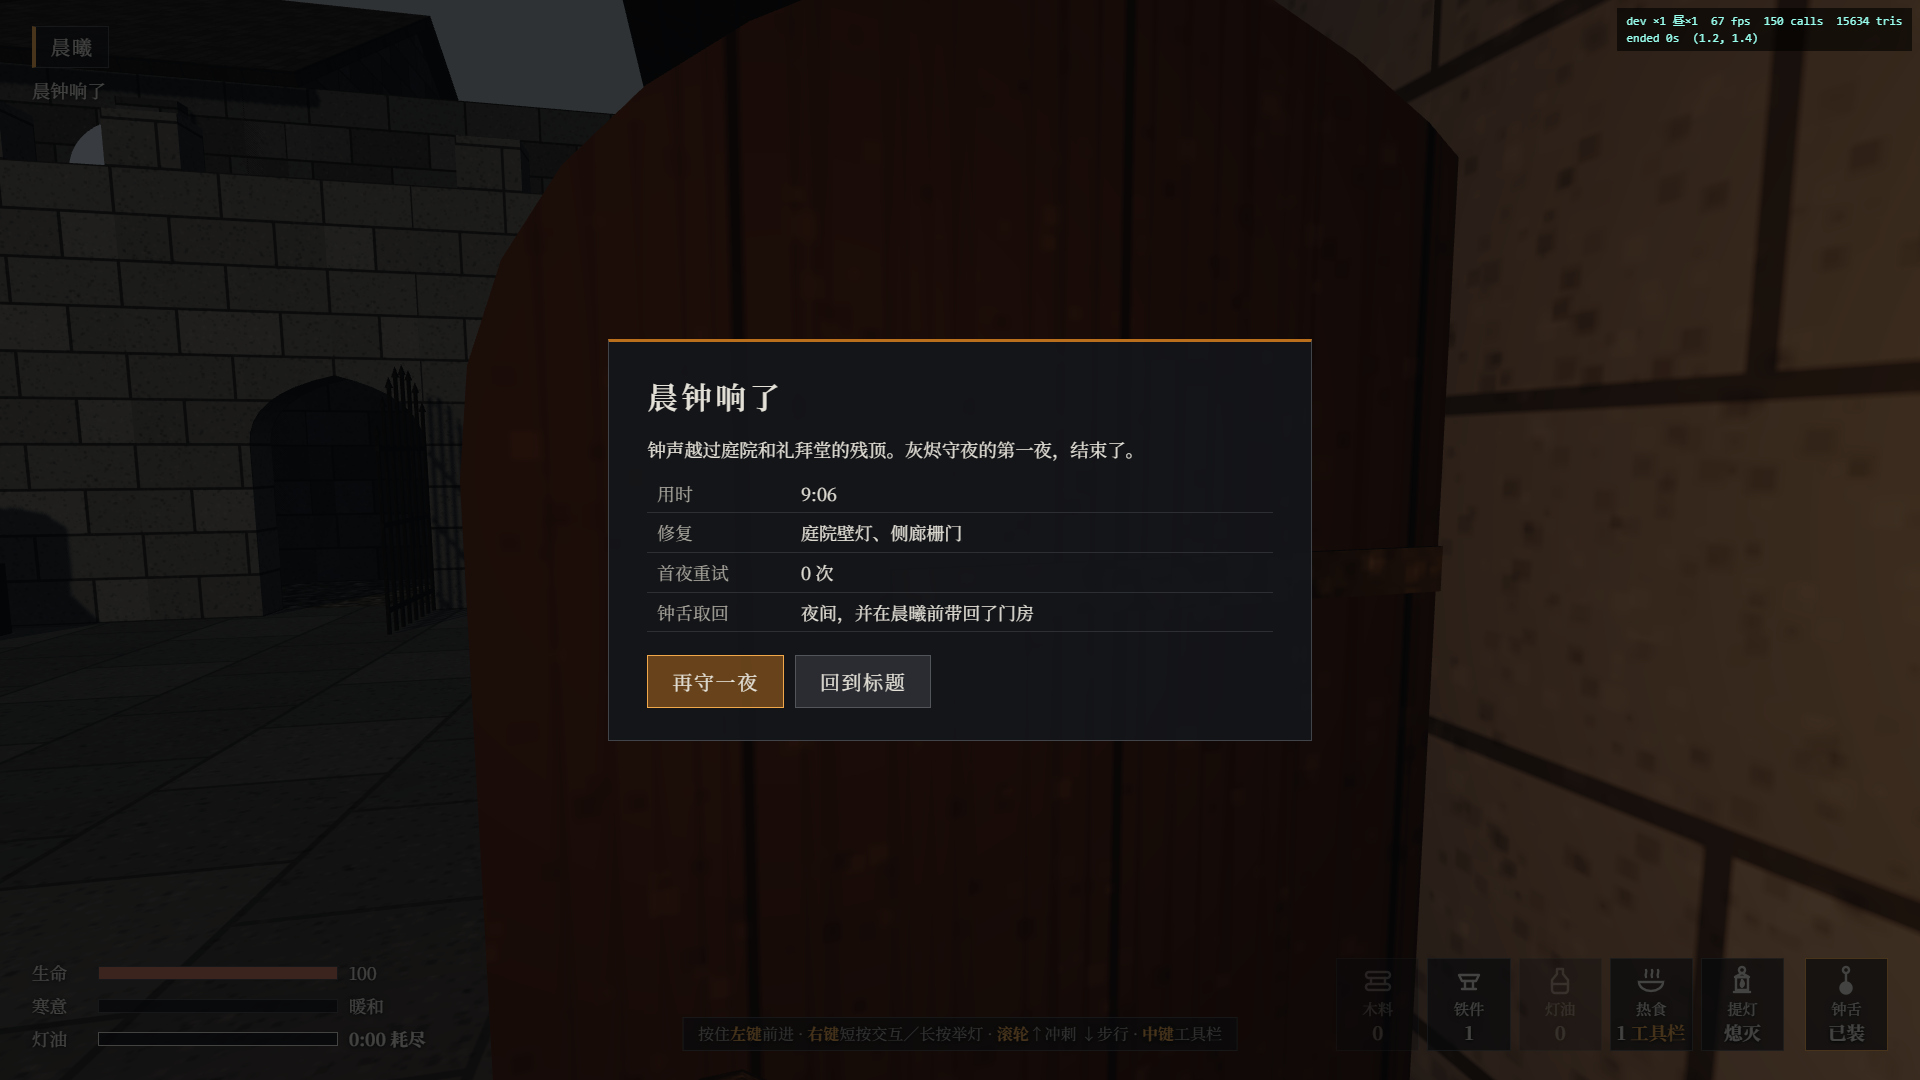 晨曦
晨钟响了
dev ×1 昼×1 67 fps 150 calls 15634 tris
ended 0s (1.2, 1.4)
晨钟响了
钟声越过庭院和礼拜堂的残顶。灰烬守夜的第一夜，结束了。
用时 9:06
修复 庭院壁灯、侧廊栅门
首夜重试 0 次
钟舌取回 夜间，并在晨曦前带回了门房
再守一夜 回到标题
生命 100
寒意 暖和
灯油 0:00 耗尽
按住左键前进 · 右键短按交互／长按举灯 · 滚轮↑冲刺 ↓步行 · 中键工具栏
木料 铁件 灯油 热食 提灯 钟舌
0 1 0 1 工具栏 熄灭 已装